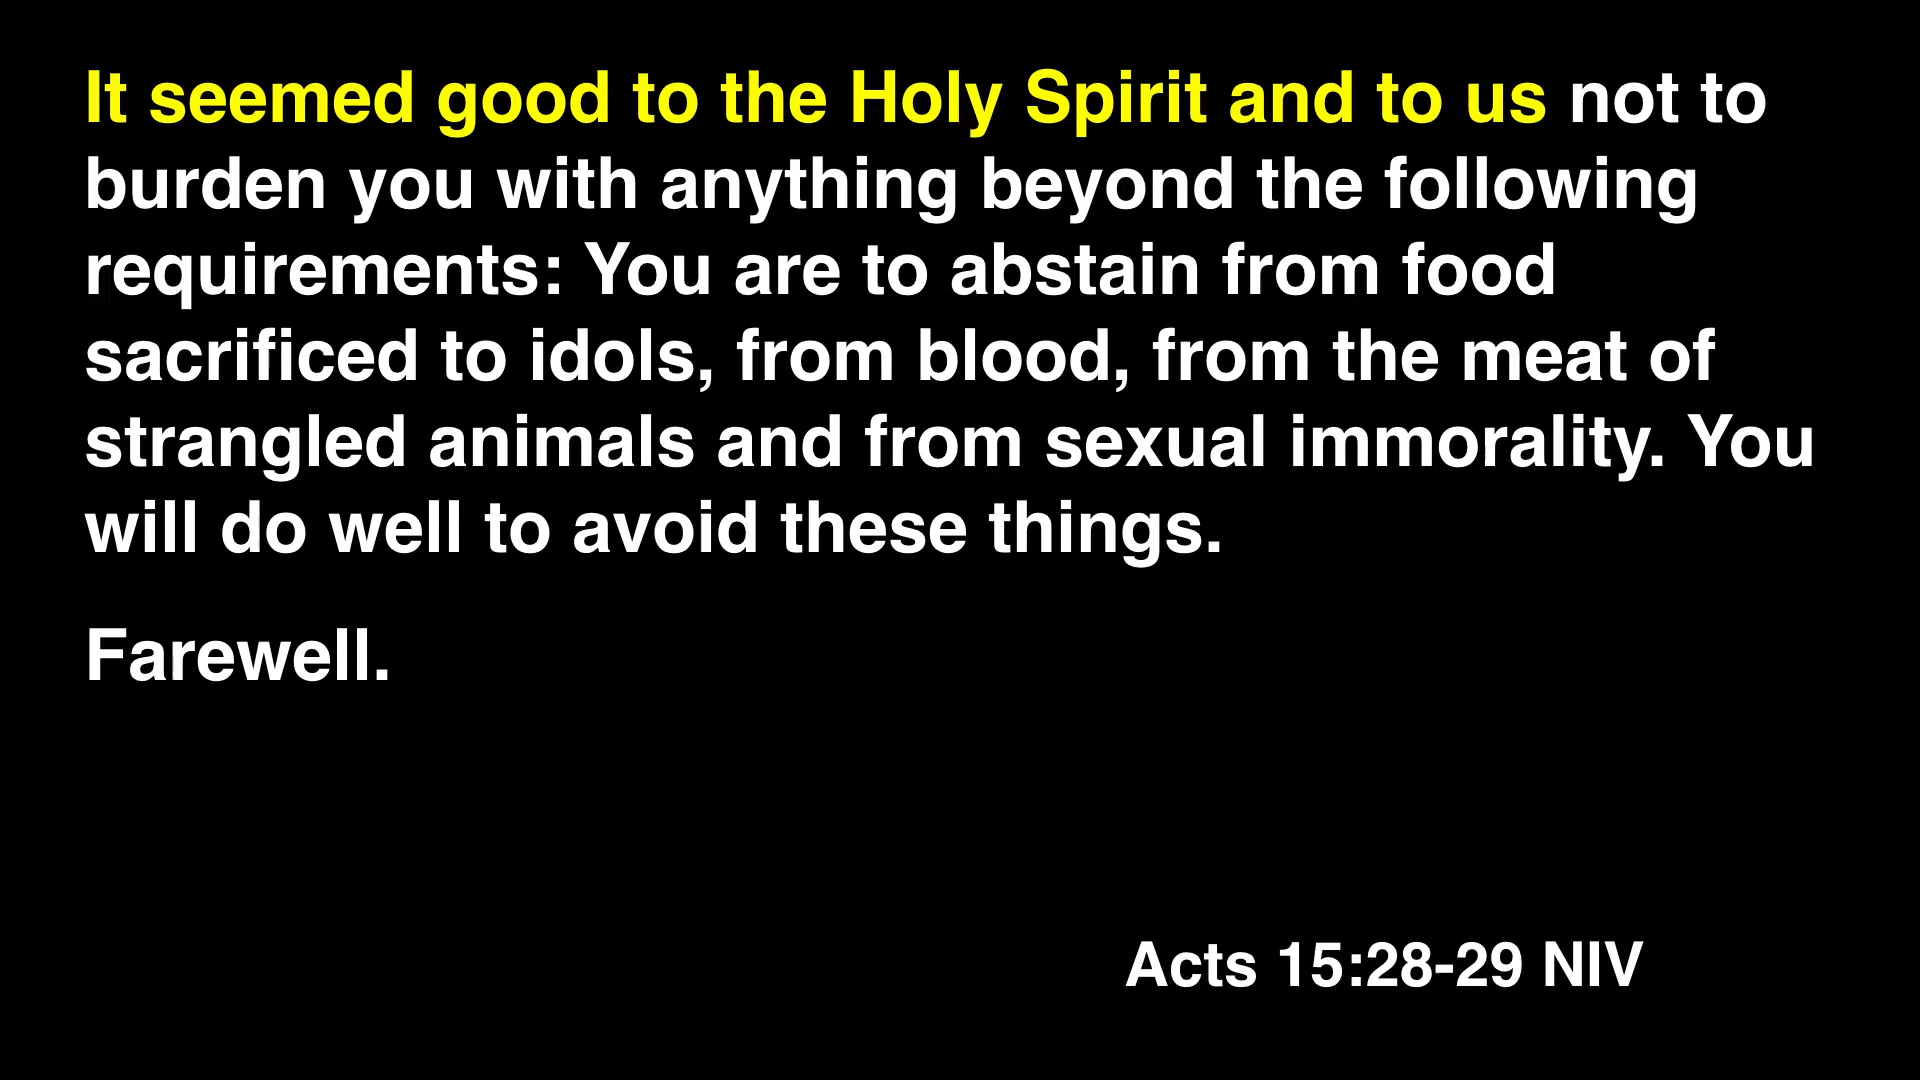 It seemed good to the Holy Spirit and to us not to
burden you with anything beyond the following
requirements: You are to abstain from food
sacrificed to idols, from blood, from the meat of
strangled animals and from sexual immorality. You
will do well to avoid these things.
Farewell.
Acts 15:28-29 NIV